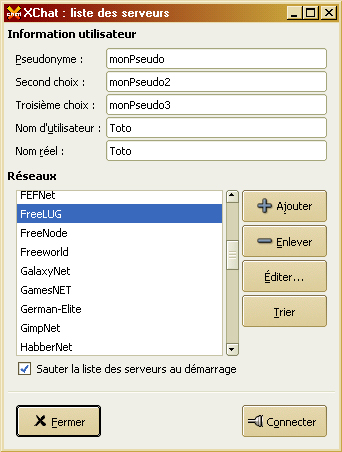 XChat : liste des serveurs
Information utilisateur
Pseudonyme : monPseudo
Second choix : monPseudo2
Troisième choix : monPseudo3
Nom d'utilisateur : Toto
Nom réel : Toto
Réseaux
FEFNet
FreeLUG
FreeNode
Freeworld
GalaxyNet
GamesNET
German-Elite
GimpNet
HabberNet
Ajouter
Enlever
Éditer...
Trier
Sauter la liste des serveurs au démarrage
Fermer
Connecter